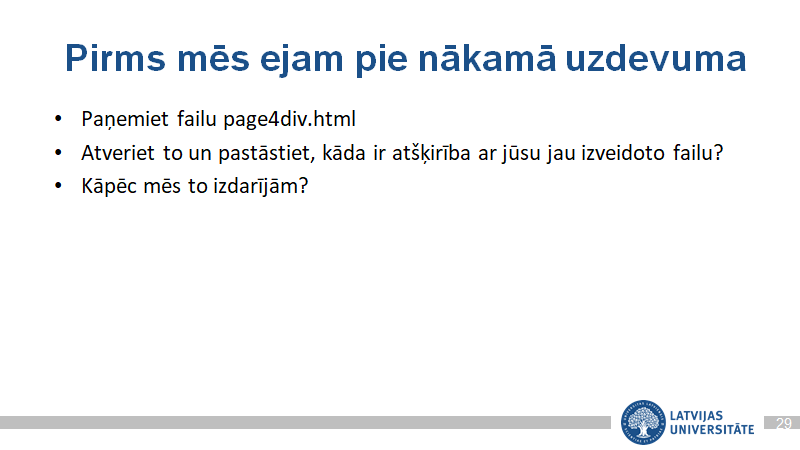 Pirms mēs ejam pie nākamā uzdevuma
• Paņemiet failu page4div.html
• Atveriet to un pastāstiet, kāda ir atšķirība ar jūsu jau izveidoto failu?
• Kāpēc mēs to izdarījām?
LATVIJAS
UNIVERSITĀTE
29